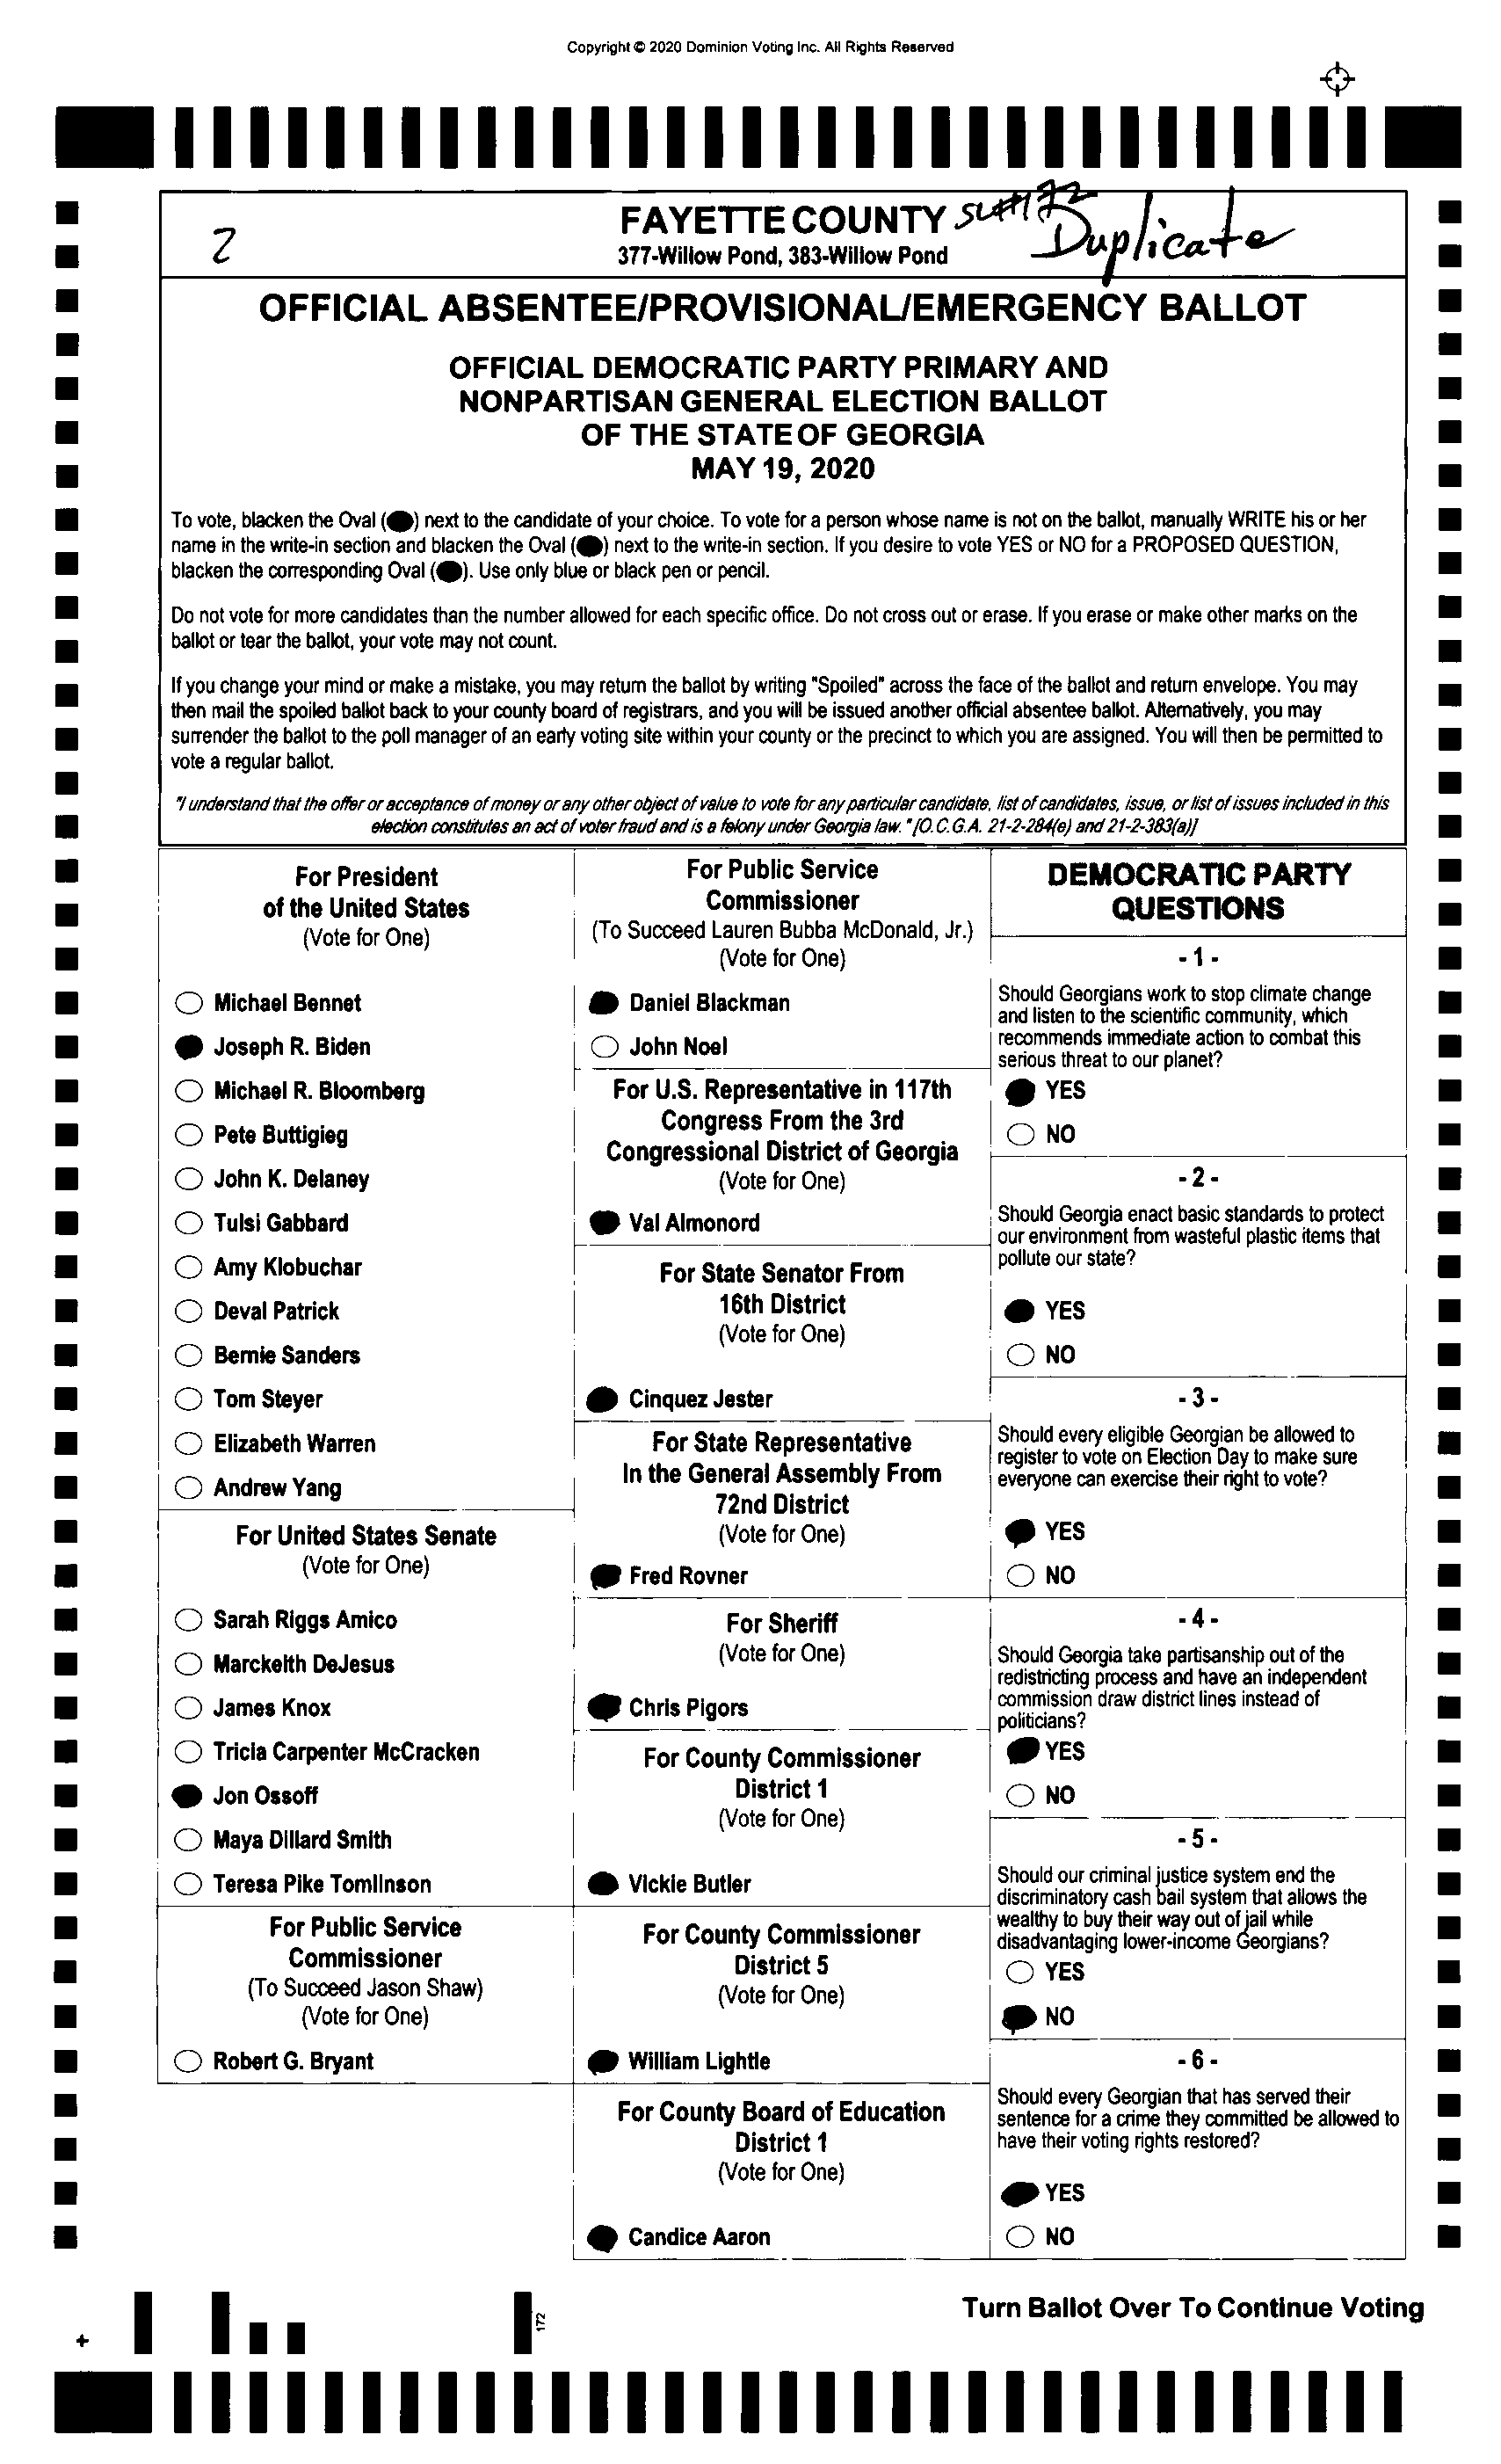 Copyright © 2020 Dominion Voting Inc. All Rights Reserved
FAYETTE COUNTY
377-Willow Pond, 383-Willow Pond
2
Duplicate
OFFICIAL ABSENTEE/PROVISIONAL/EMERGENCY BALLOT
OFFICIAL DEMOCRATIC PARTY PRIMARY AND
NONPARTISAN GENERAL ELECTION BALLOT
OF THE STATE OF GEORGIA
MAY 19, 2020
To vote, blacken the Oval ( ) next to the candidate of your choice. To vote for a person whose name is not on the ballot, manually WRITE his or her
name in the write-in section and blacken the Oval ( ) next to the write-in section. If you desire to vote YES or NO for a PROPOSED QUESTION,
blacken the corresponding Oval ( ). Use only blue or black pen or pencil.
Do not vote for more candidates than the number allowed for each specific office. Do not cross out or erase. If you erase or make other marks on the
ballot or tear the ballot, your vote may not count.
If you change your mind or make a mistake, you may return the ballot by writing "Spoiled" across the face of the ballot and return envelope. You may
then mail the spoiled ballot back to your county board of registrars, and you will be issued another official absentee ballot. Alternatively, you may
surrender the ballot to the poll manager of an early voting site within your county or the precinct to which you are assigned. You will then be permitted to
vote a regular ballot.
"I understand that the offer or acceptance of money or any other object of value to vote for any particular candidate, list of candidates, issue, or list of issues included in this
election constitutes an act of voter fraud and is a felony under Georgia law." [O.C.G.A. 21-2-284(e) and 21-2-383(a)]
For President
of the United States
(Vote for One)
Michael Bennet
Joseph R. Biden
Michael R. Bloomberg
Pete Buttigieg
John K. Delaney
Tulsi Gabbard
Amy Klobuchar
Deval Patrick
Bernie Sanders
Tom Steyer
Elizabeth Warren
Andrew Yang
For United States Senate
(Vote for One)
Sarah Riggs Amico
Marckeith DeJesus
James Knox
Tricia Carpenter McCracken
Jon Ossoff
Maya Dillard Smith
Teresa Pike Tomlinson
For Public Service
Commissioner
(To Succeed Jason Shaw)
(Vote for One)
Robert G. Bryant
For Public Service
Commissioner
(To Succeed Lauren Bubba McDonald, Jr.)
(Vote for One)
Daniel Blackman
John Noel
For U.S. Representative in 117th
Congress From the 3rd
Congressional District of Georgia
(Vote for One)
Val Almonord
For State Senator From
16th District
(Vote for One)
Cinquez Jester
For State Representative
In the General Assembly From
72nd District
(Vote for One)
Fred Rovner
For Sheriff
(Vote for One)
Chris Pigors
For County Commissioner
District 1
(Vote for One)
Vickie Butler
For County Commissioner
District 5
(Vote for One)
William Lightle
For County Board of Education
District 1
(Vote for One)
Candice Aaron
DEMOCRATIC PARTY
QUESTIONS
- 1 -
Should Georgians work to stop climate change
and listen to the scientific community, which
recommends immediate action to combat this
serious threat to our planet?
YES
NO
- 2 -
Should Georgia enact basic standards to protect
our environment from wasteful plastic items that
pollute our state?
YES
NO
- 3 -
Should every eligible Georgian be allowed to
register to vote on Election Day to make sure
everyone can exercise their right to vote?
YES
NO
- 4 -
Should Georgia take partisanship out of the
redistricting process and have an independent
commission draw district lines instead of
politicians?
YES
NO
- 5 -
Should our criminal justice system end the
discriminatory cash bail system that allows the
wealthy to buy their way out of jail while
disadvantaging lower-income Georgians?
YES
NO
- 6 -
Should every Georgian that has served their
sentence for a crime they committed be allowed to
have their voting rights restored?
YES
NO
Turn Ballot Over To Continue Voting
172